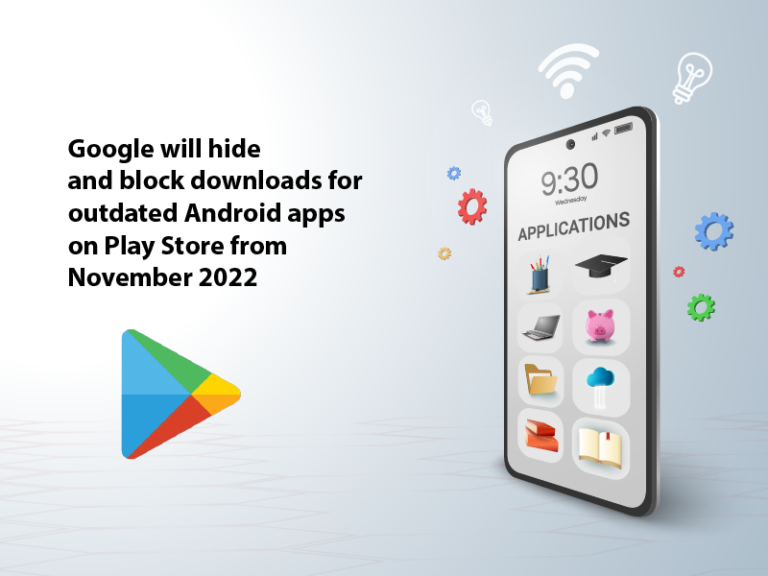 Google will hide
and block downloads for
outdated Android apps
on Play Store from
November 2022
9:30
Wednesday
APPLICATIONS